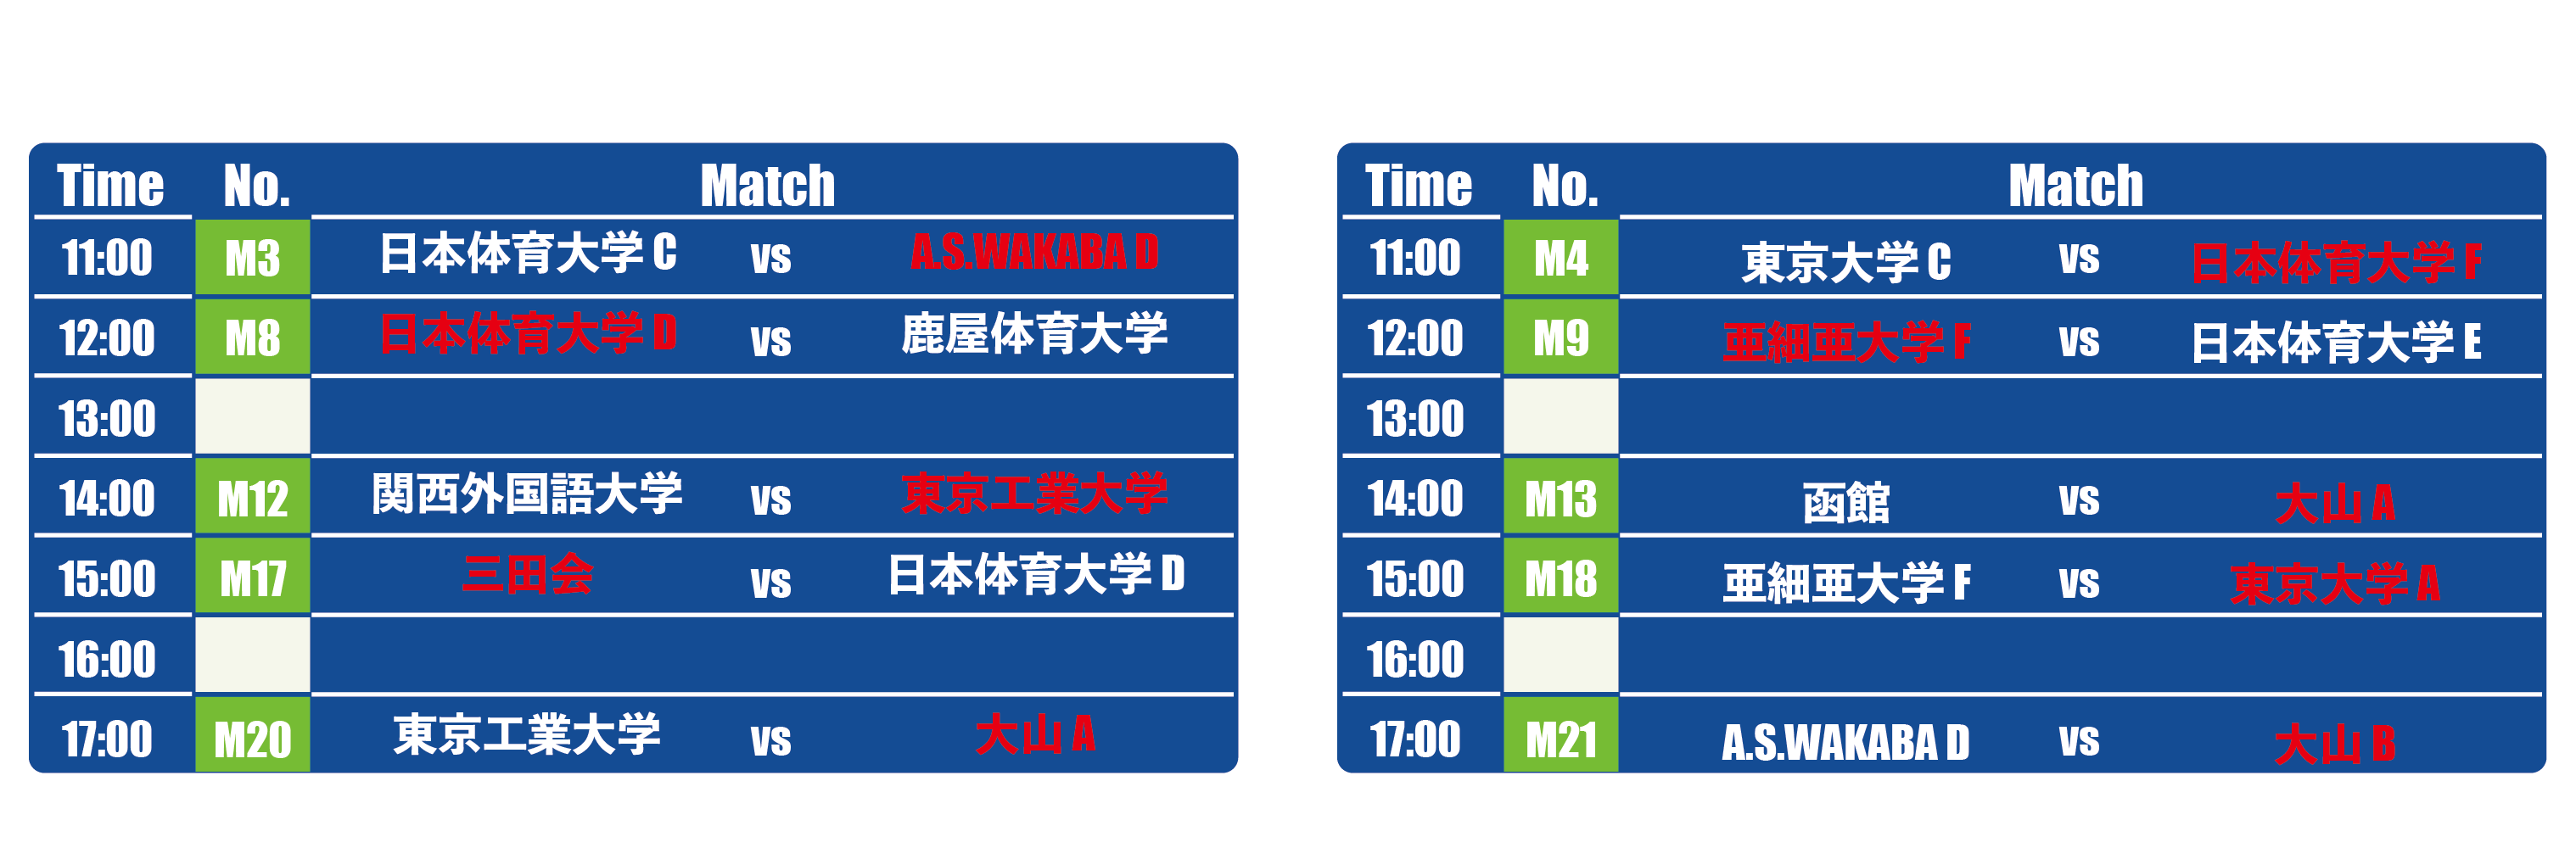 Time No. Match
11:00 M3 日本体育大学 C vs A.S.WAKABA D
12:00 M8 日本体育大学 D vs 鹿屋体育大学
13:00
14:00 M12 関西外国語大学 vs 東京工業大学
15:00 M17 三田会 vs 日本体育大学 D
16:00
17:00 M20 東京工業大学 vs 大山 A
Time No. Match
11:00 M4 東京大学 C vs 日本体育大学 F
12:00 M9 亜細亜大学 F vs 日本体育大学 E
13:00
14:00 M13 函館 vs 大山 A
15:00 M18 亜細亜大学 F vs 東京大学 A
16:00
17:00 M21 A.S.WAKABA D vs 大山 B